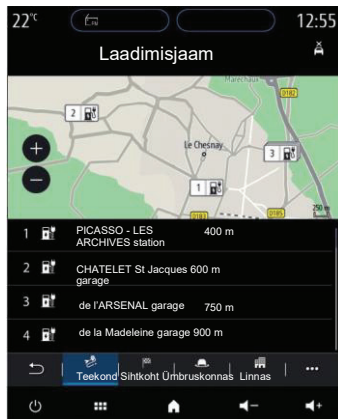 22°C
12:55
Laadimisjaam
Marechaux
D182
2
Le Chesnay
3
1
D183
D185
750 m
1 PICASSO - LES
ARCHIVES station 400 m
2 CHATELET St Jacques 600 m
garage
3 de l'ARSENAL garage 750 m
4 de la Madeleine garage 900 m
Teekond Sihtkoht Ümbruskonnas Linnas